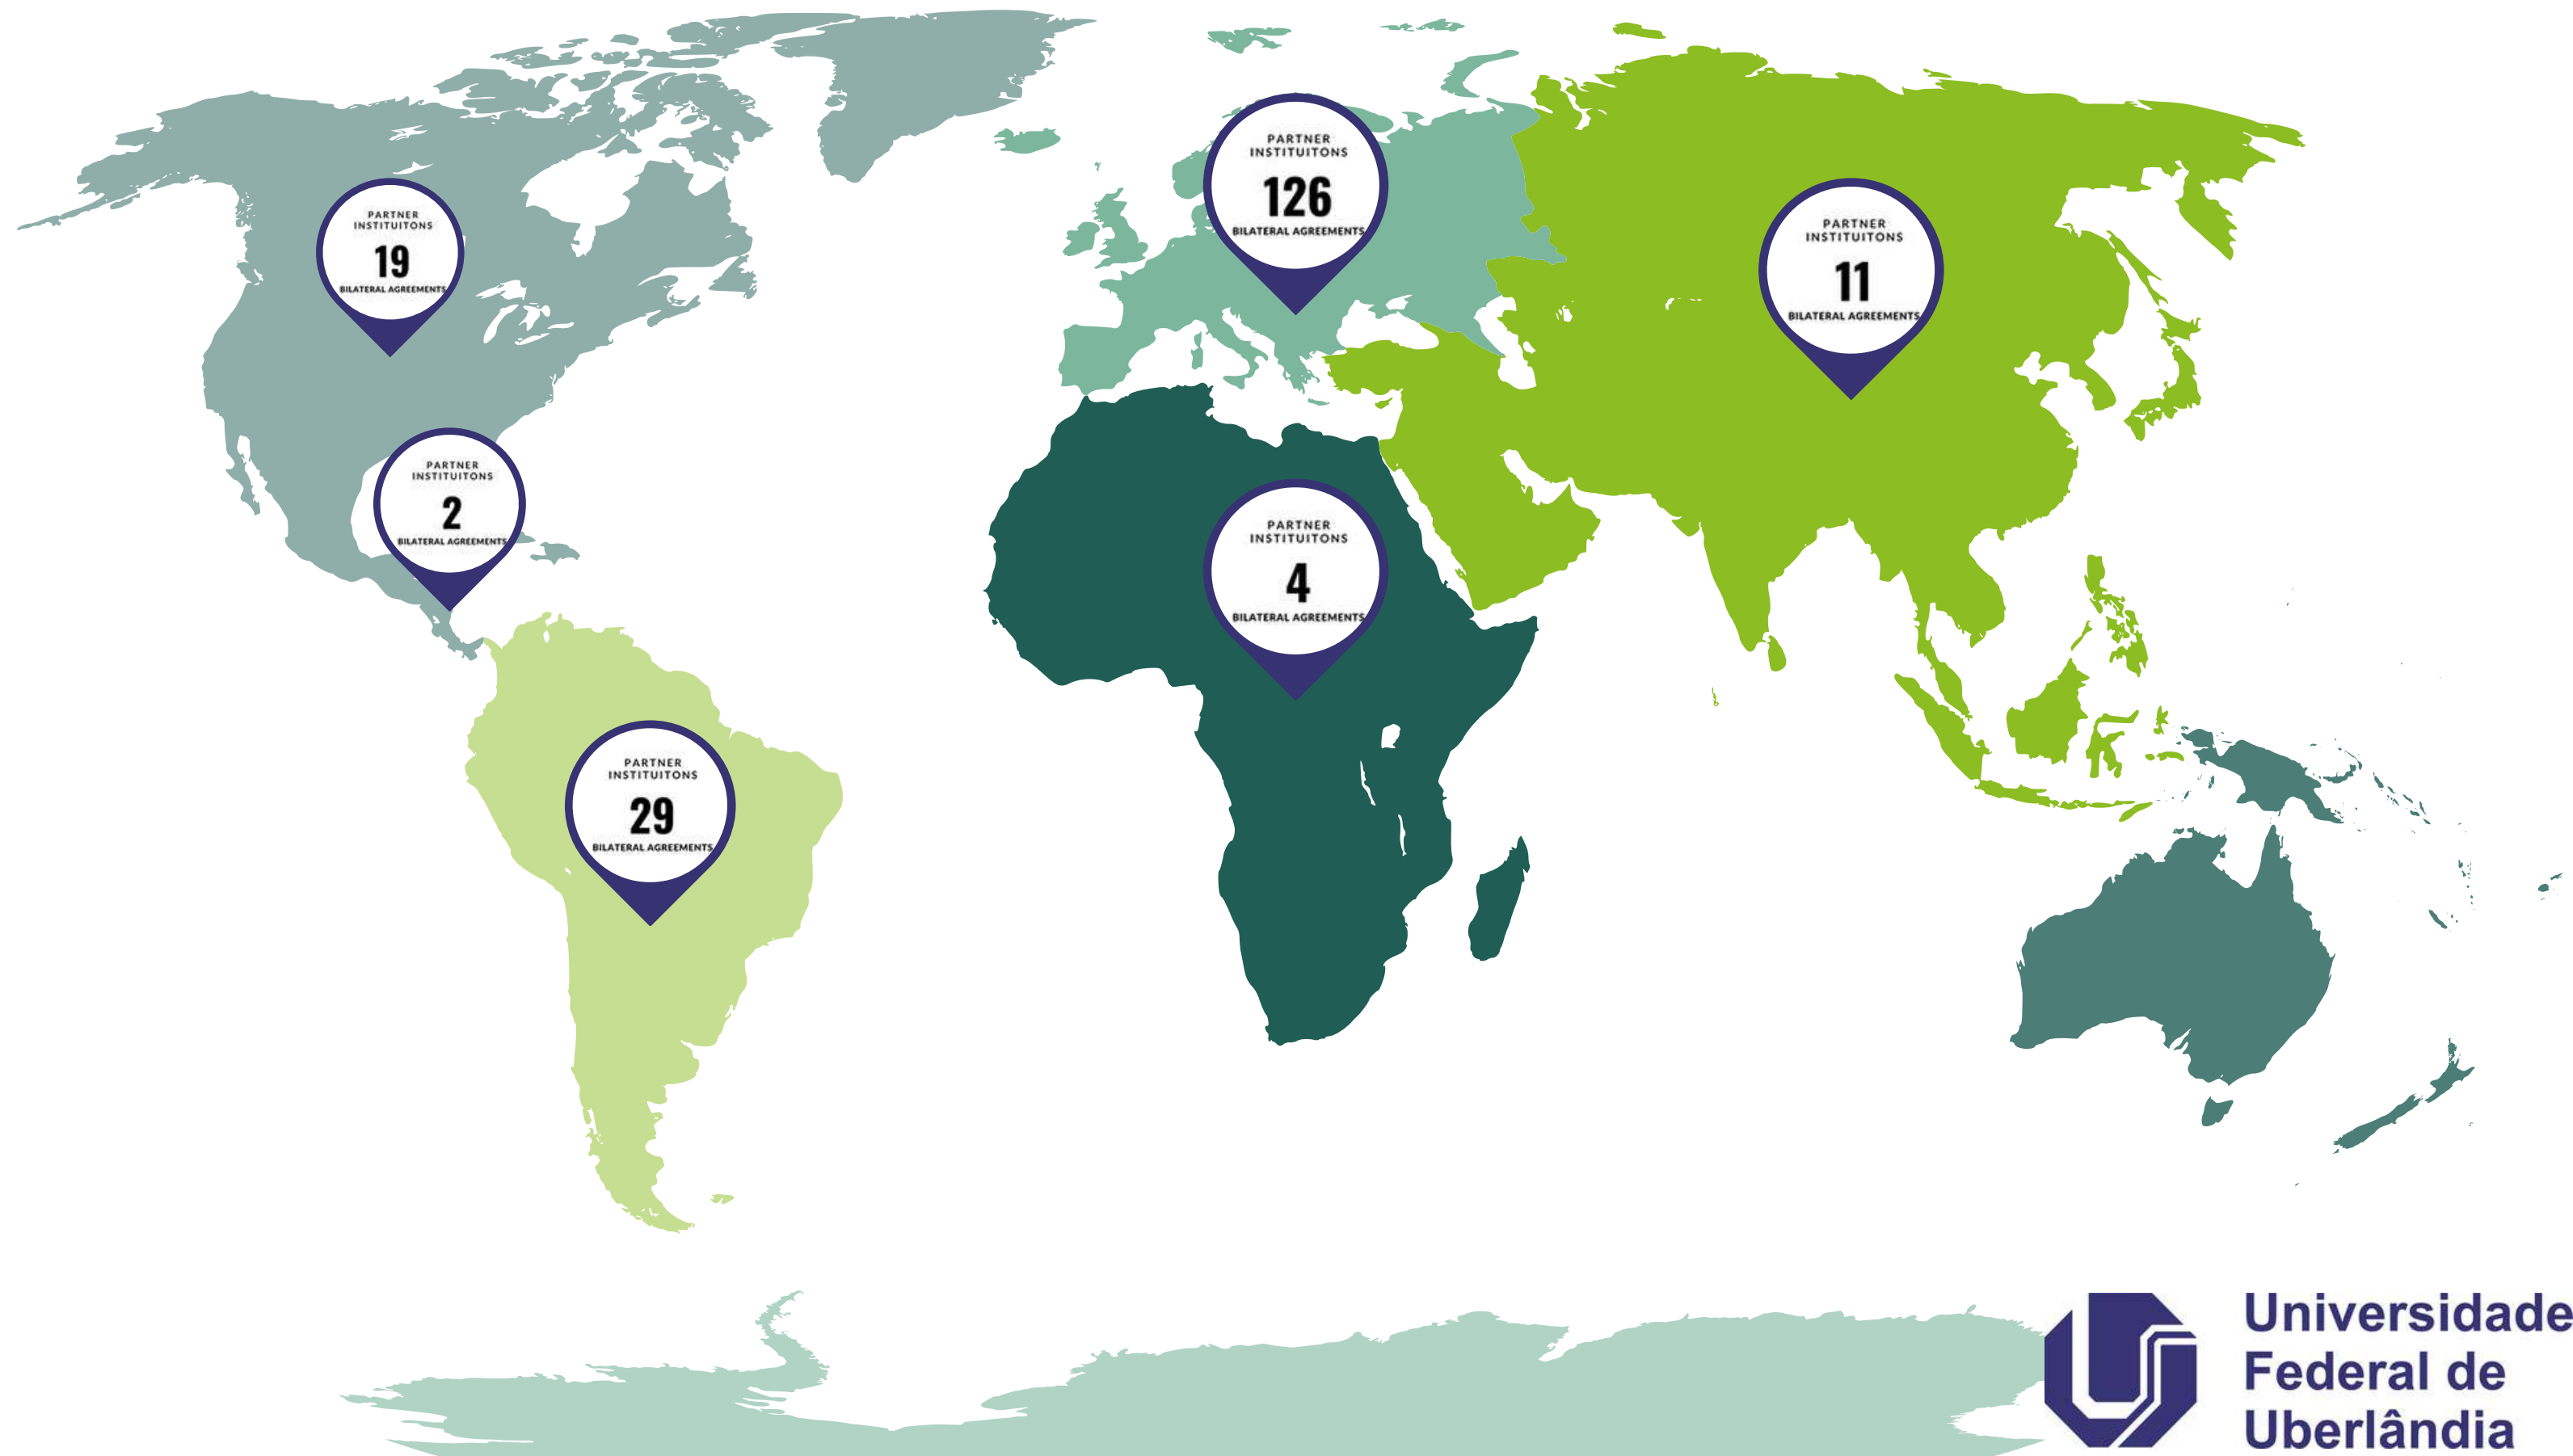 PARTNER
INSTITUITONS
126
BILATERAL AGREEMENTS
PARTNER
INSTITUITONS
19
BILATERAL AGREEMENTS
PARTNER
INSTITUITONS
11
BILATERAL AGREEMENTS
PARTNER
INSTITUITONS
2
BILATERAL AGREEMENTS
PARTNER
INSTITUITONS
4
BILATERAL AGREEMENTS
PARTNER
INSTITUITONS
29
BILATERAL AGREEMENTS
Universidade
Federal de
Uberlândia